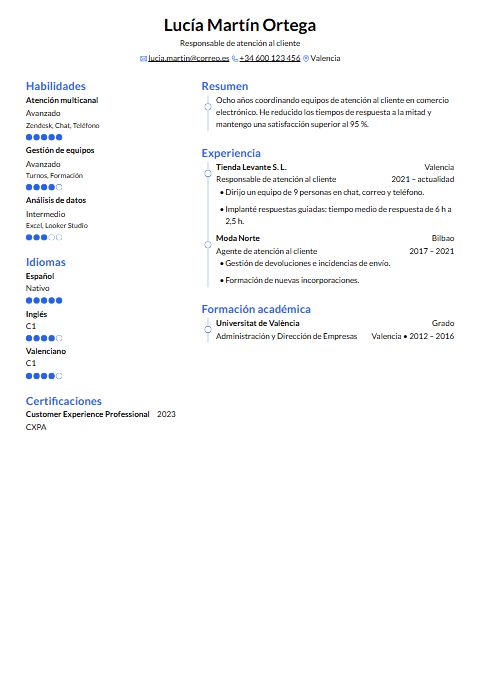 Lucía Martín Ortega
Responsable de atención al cliente
lucia.martin@correo.es +34 600 123 456 Valencia
Habilidades
Atención multicanal
Avanzado
Zendesk, Chat, Teléfono
Gestión de equipos
Avanzado
Turnos, Formación
Análisis de datos
Intermedio
Excel, Looker Studio
Idiomas
Español
Nativo
Inglés
C1
Valenciano
C1
Certificaciones
Customer Experience Professional 2023
CXPA
Resumen
Ocho años coordinando equipos de atención al cliente en comercio
electrónico. He reducido los tiempos de respuesta a la mitad y
mantengo una satisfacción superior al 95 %.
Experiencia
Tienda Levante S. L. Valencia
Responsable de atención al cliente 2021 – actualidad
• Dirijo un equipo de 9 personas en chat, correo y teléfono.
• Implanté respuestas guiadas: tiempo medio de respuesta de 6 h a
2,5 h.
Moda Norte Bilbao
Agente de atención al cliente 2017 – 2021
• Gestión de devoluciones e incidencias de envío.
• Formación de nuevas incorporaciones.
Formación académica
Universitat de València Grado
Administración y Dirección de Empresas Valencia • 2012 – 2016